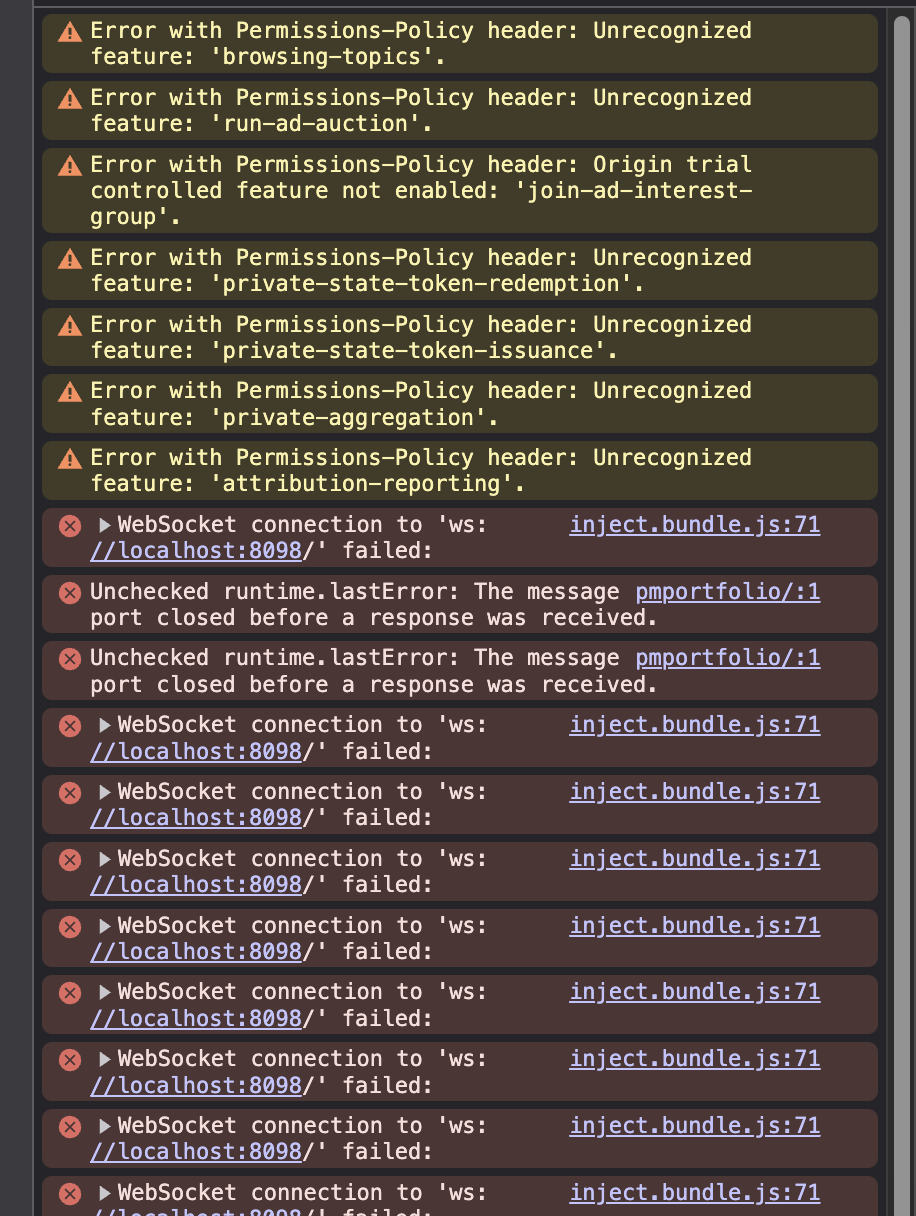 Error with Permissions-Policy header: Unrecognized
feature: 'browsing-topics'.
Error with Permissions-Policy header: Unrecognized
feature: 'run-ad-auction'.
Error with Permissions-Policy header: Origin trial
controlled feature not enabled: 'join-ad-interest-
group'.
Error with Permissions-Policy header: Unrecognized
feature: 'private-state-token-redemption'.
Error with Permissions-Policy header: Unrecognized
feature: 'private-state-token-issuance'.
Error with Permissions-Policy header: Unrecognized
feature: 'private-aggregation'.
Error with Permissions-Policy header: Unrecognized
feature: 'attribution-reporting'.
WebSocket connection to 'ws: inject.bundle.js:71
//localhost:8098/' failed:
Unchecked runtime.lastError: The message pmportfolio/:1
port closed before a response was received.
Unchecked runtime.lastError: The message pmportfolio/:1
port closed before a response was received.
WebSocket connection to 'ws: inject.bundle.js:71
//localhost:8098/' failed:
WebSocket connection to 'ws: inject.bundle.js:71
//localhost:8098/' failed:
WebSocket connection to 'ws: inject.bundle.js:71
//localhost:8098/' failed:
WebSocket connection to 'ws: inject.bundle.js:71
//localhost:8098/' failed:
WebSocket connection to 'ws: inject.bundle.js:71
//localhost:8098/' failed:
WebSocket connection to 'ws: inject.bundle.js:71
//localhost:8098/' failed:
WebSocket connection to 'ws: inject.bundle.js:71
//localhost:8098/' failed:
WebSocket connection to 'ws: inject.bundle.js:71
//localhost:8098/' failed: